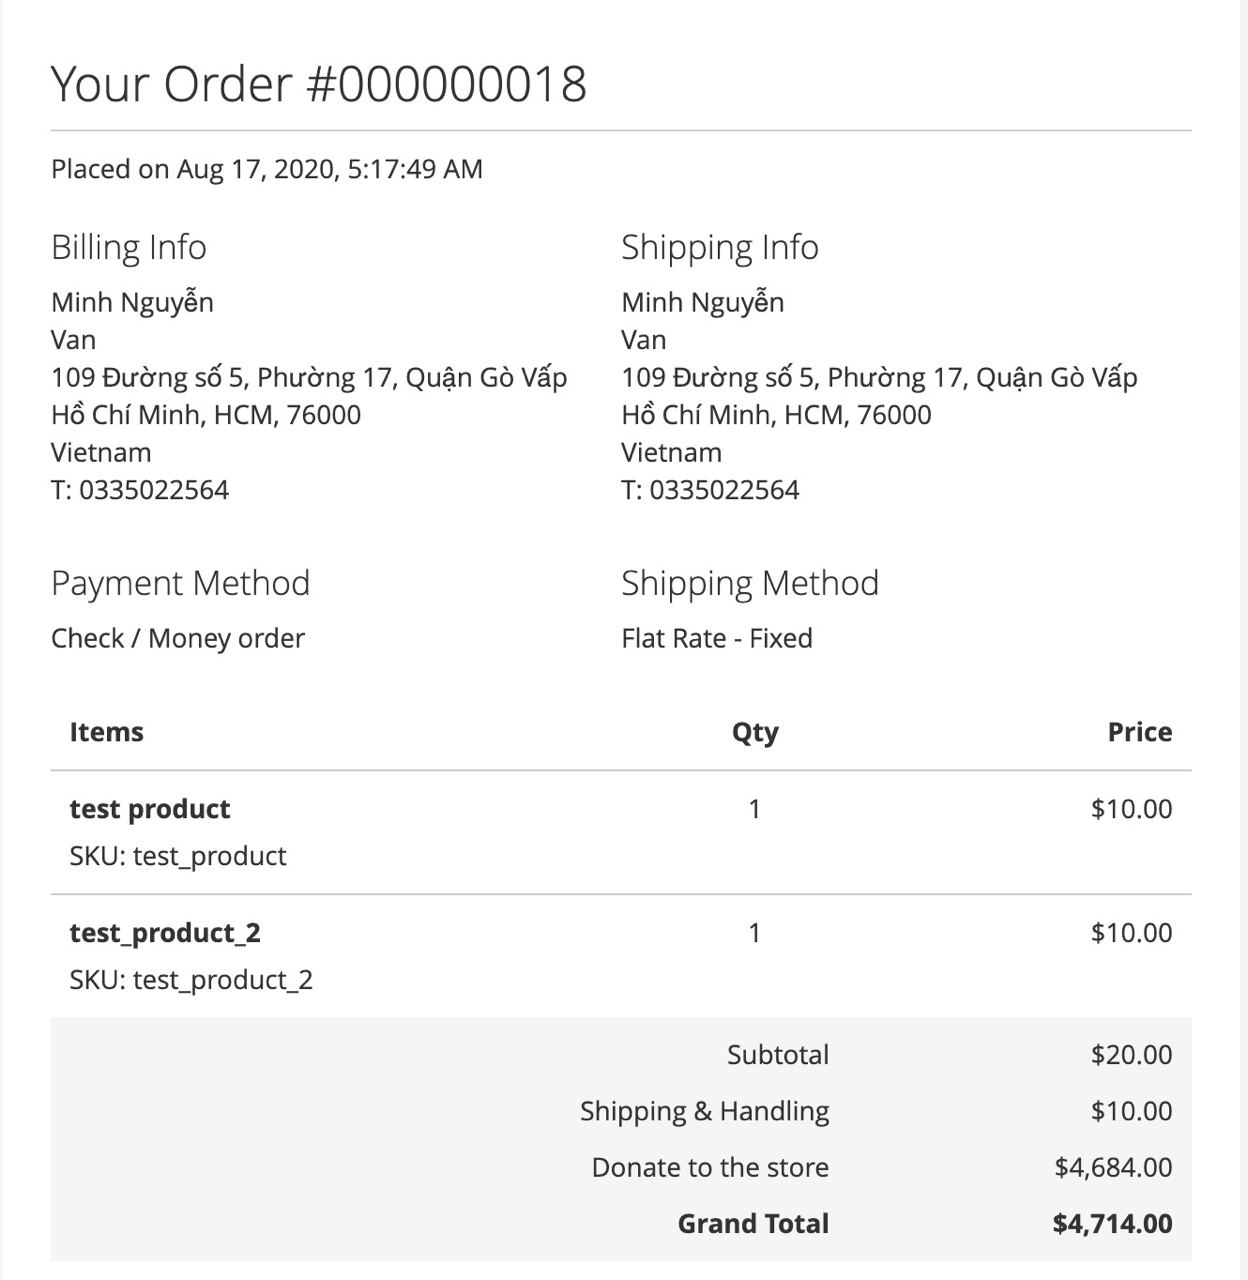 Your Order #000000018
Placed on Aug 17, 2020, 5:17:49 AM
Billing Info
Minh Nguyễn
Van
109 Đường số 5, Phường 17, Quận Gò Vấp
Hồ Chí Minh, HCM, 76000
Vietnam
T: 0335022564
Shipping Info
Minh Nguyễn
Van
109 Đường số 5, Phường 17, Quận Gò Vấp
Hồ Chí Minh, HCM, 76000
Vietnam
T: 0335022564
Payment Method
Check / Money order
Shipping Method
Flat Rate - Fixed
Items Qty Price
test product 1 $10.00
SKU: test_product
test_product_2 1 $10.00
SKU: test_product_2
Subtotal $20.00
Shipping & Handling $10.00
Donate to the store $4,684.00
Grand Total $4,714.00